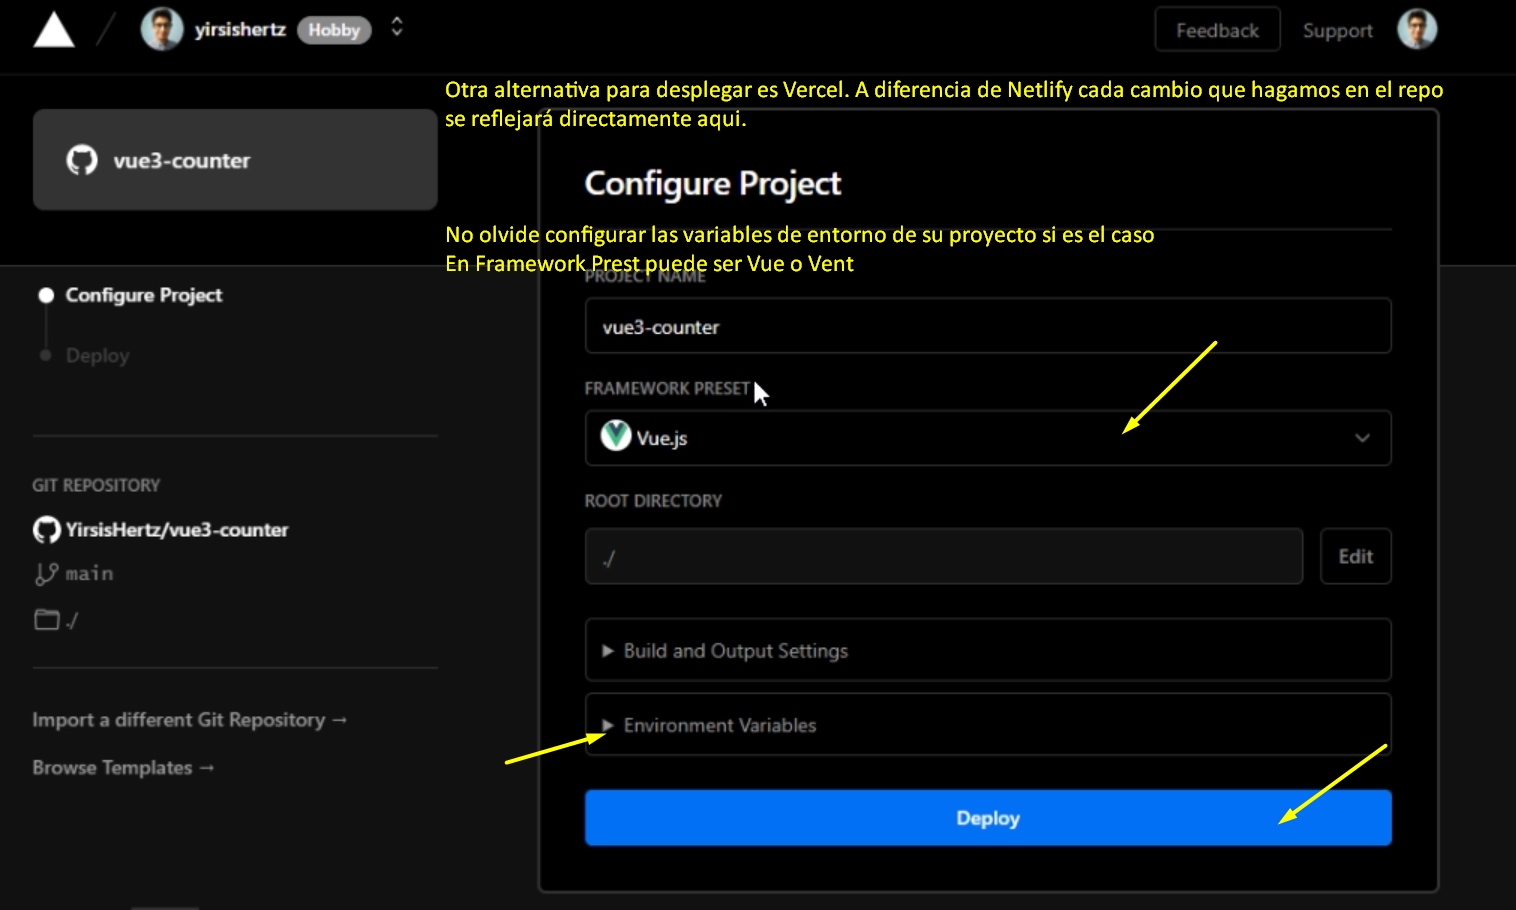 yirsishertz Hobby
Feedback Support
Otra alternativa para desplegar es Vercel. A diferencia de Netlify cada cambio que hagamos en el repo
se reflejará directamente aqui.
vue3-counter
Configure Project
No olvide configurar las variables de entorno de su proyecto si es el caso
En Framework Prest puede ser Vue o Vent
PROJECT NAME
vue3-counter
Configure Project
Deploy
FRAMEWORK PRESET
Vue.js
GIT REPOSITORY
YirsisHertz/vue3-counter
main
./
ROOT DIRECTORY
./
Edit
Build and Output Settings
Environment Variables
Import a different Git Repository →
Browse Templates →
Deploy